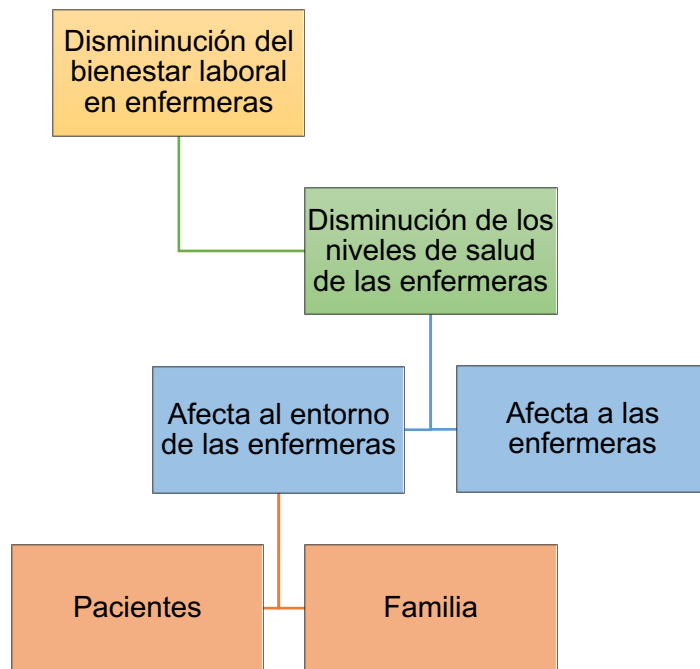 Dismininución del
bienestar laboral
en enfermeras
Disminución de los
niveles de salud
de las enfermeras
Afecta al entorno
de las enfermeras
Afecta a las
enfermeras
Pacientes
Familia